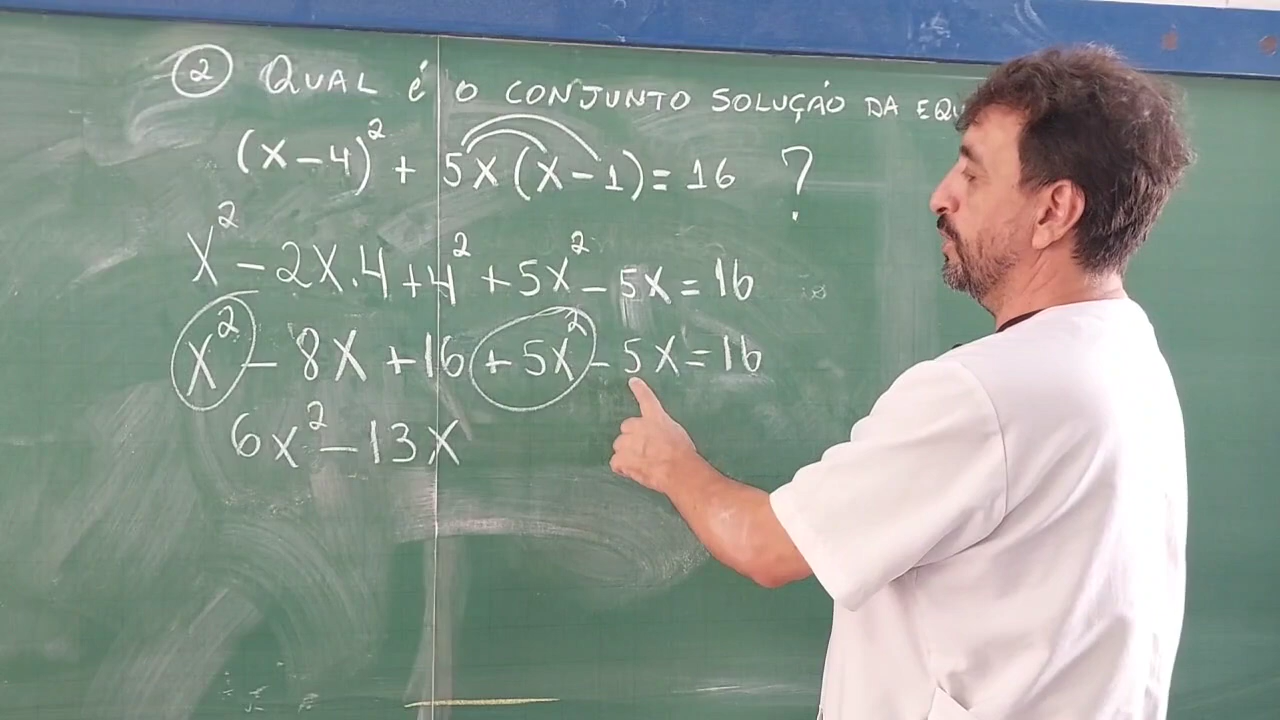 ② QUAL É O CONJUNTO SOLUÇÃO DA
(x-4)² + 5x(x-1)=16 ?
x² - 2x.4+4² +5x² - 5x = 16
x² - 8x +16 +5x² - 5x = 16
6x² - 13x